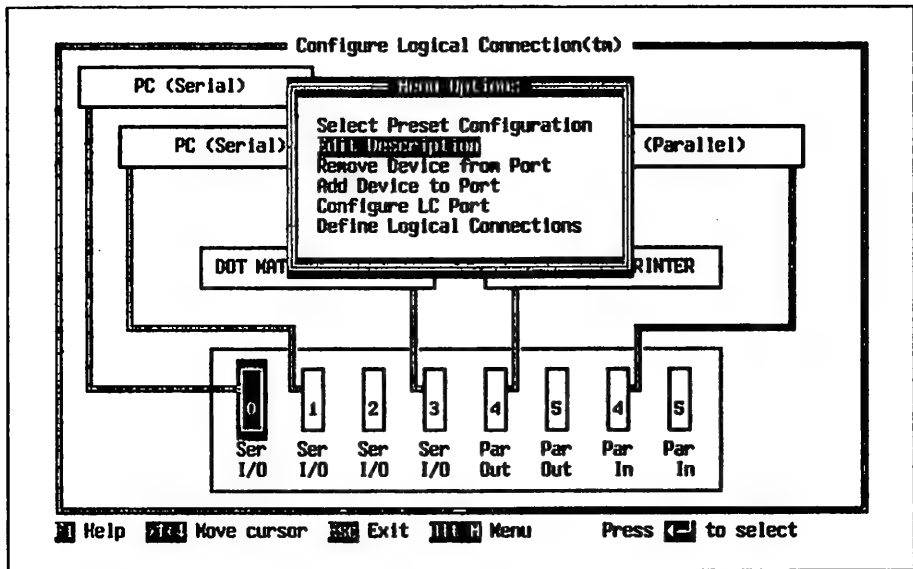 Configure Logical Connection(tm)
PC (Serial)
Menu Options
Select Preset Configuration
Edit Description
Remove Device from Port
Add Device to Port
Configure LC Port
Define Logical Connections
PC (Serial)
(Parallel)
DOT MAT
RINTER
0 1 2 3 4 5 4 5
Ser Ser Ser Ser Par Par Par Par
I/O I/O I/O I/O Out Out In In
F1 Help Move cursor ESC Exit Alt M Menu Press to select